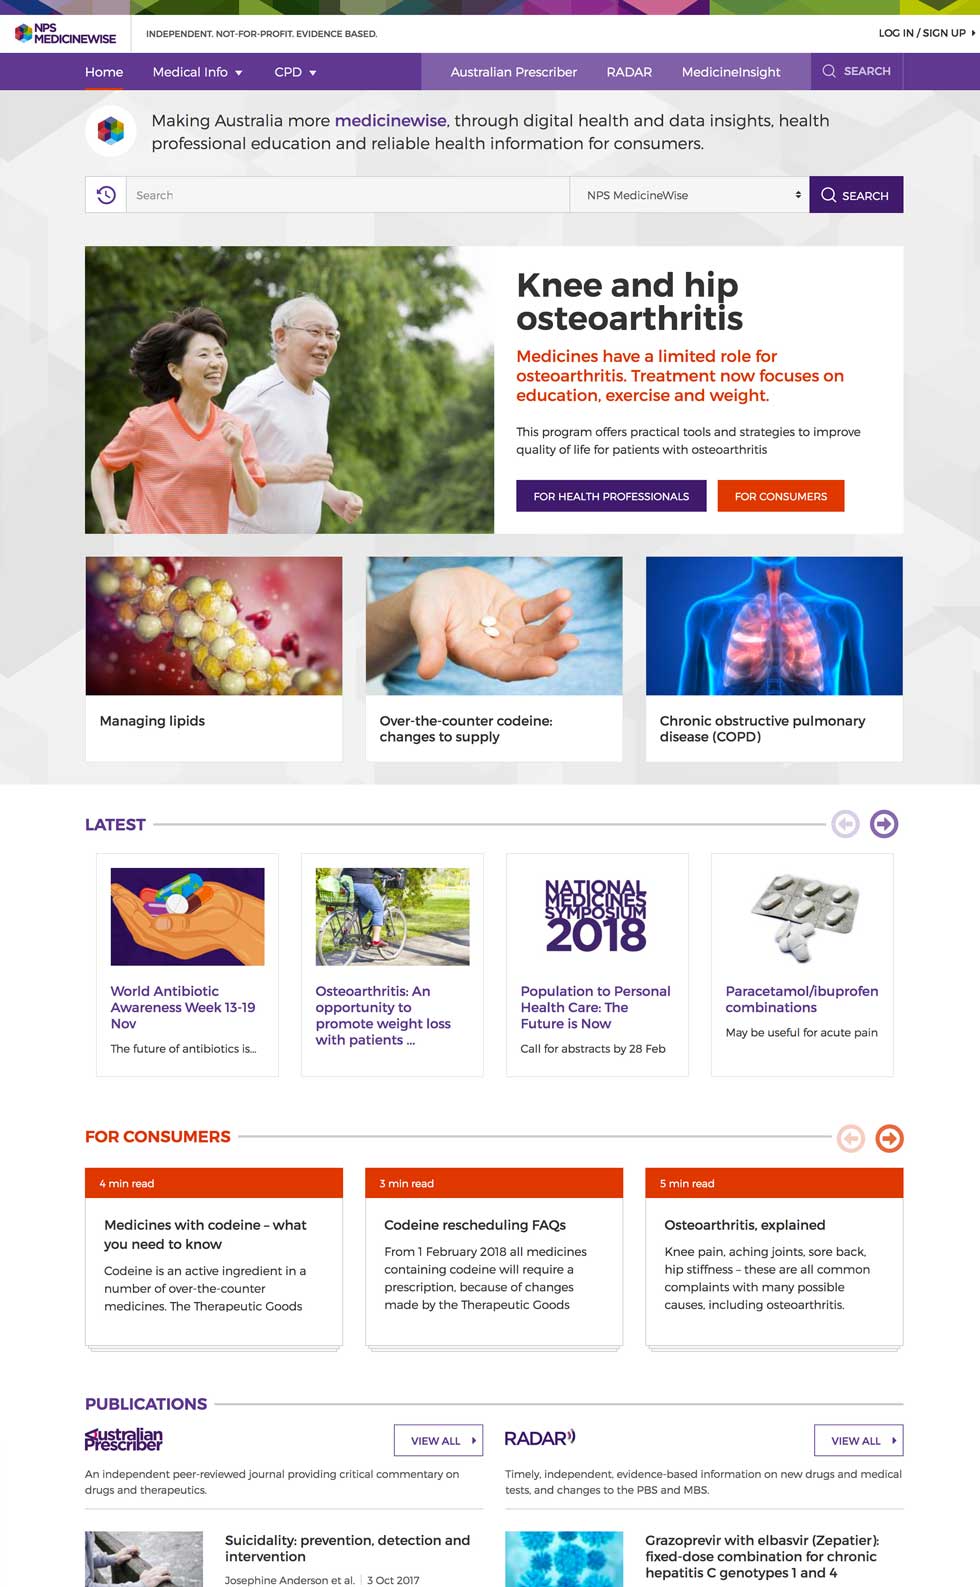 NPS
MEDICINEWISE
INDEPENDENT. NOT-FOR-PROFIT. EVIDENCE BASED.
LOG IN / SIGN UP
Home
Medical Info
CPD
Australian Prescriber
RADAR
MedicineInsight
SEARCH
Making Australia more medicinewise, through digital health and data insights, health
professional education and reliable health information for consumers.
Search
NPS MedicineWise
SEARCH
Knee and hip
osteoarthritis
Medicines have a limited role for
osteoarthritis. Treatment now focuses on
education, exercise and weight.
This program offers practical tools and strategies to improve
quality of life for patients with osteoarthritis
FOR HEALTH PROFESSIONALS
FOR CONSUMERS
Managing lipids
Over-the-counter codeine:
changes to supply
Chronic obstructive pulmonary
disease (COPD)
LATEST
World Antibiotic
Awareness Week 13-19
Nov
The future of antibiotics is...
Osteoarthritis: An
opportunity to
promote weight loss
with patients ...
NATIONAL
MEDICINES
SYMPOSIUM
2018
Population to Personal
Health Care: The
Future is Now
Call for abstracts by 28 Feb
Paracetamol/ibuprofen
combinations
May be useful for acute pain
FOR CONSUMERS
4 min read
Medicines with codeine – what
you need to know
Codeine is an active ingredient in a
number of over-the-counter
medicines. The Therapeutic Goods
3 min read
Codeine rescheduling FAQs
From 1 February 2018 all medicines
containing codeine will require a
prescription, because of changes
made by the Therapeutic Goods
5 min read
Osteoarthritis, explained
Knee pain, aching joints, sore back,
hip stiffness – these are all common
complaints with many possible
causes, including osteoarthritis.
PUBLICATIONS
Australian
Prescriber
VIEW ALL
An independent peer-reviewed journal providing critical commentary on
drugs and therapeutics.
Suicidality: prevention, detection and
intervention
Josephine Anderson et al. | 3 Oct 2017
RADAR
VIEW ALL
Timely, independent, evidence-based information on new drugs and medical
tests, and changes to the PBS and MBS.
Grazoprevir with elbasvir (Zepatier):
fixed-dose combination for chronic
hepatitis C genotypes 1 and 4